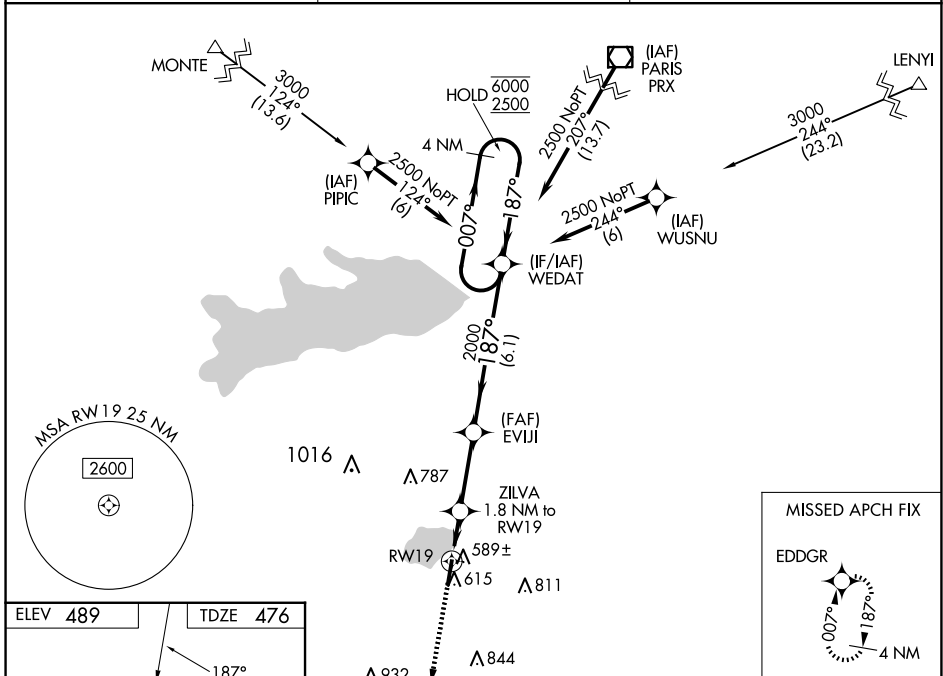 MONTE
3000
124°
(13.6)
(IAF)
PIPIC
2500 NoPT
124°
(6)
HOLD
6000
2500
4 NM
007°
187°
(IAF)
PARIS
PRX
2500 NoPT
207°
(13.7)
LENYI
3000
244°
(23.2)
2500 NoPT
244°
(6)
(IAF)
WUSNU
(IF/IAF)
WEDAT
2000
187°
(6.1)
(FAF)
EVIJI
MSA RW19 25 NM
2600
1016
787
ZILVA
1.8 NM to
RW19
RW19
589±
615
811
844
932
MISSED APCH FIX
EDDGR
007°
187°
4 NM
ELEV 489
TDZE 476
187°